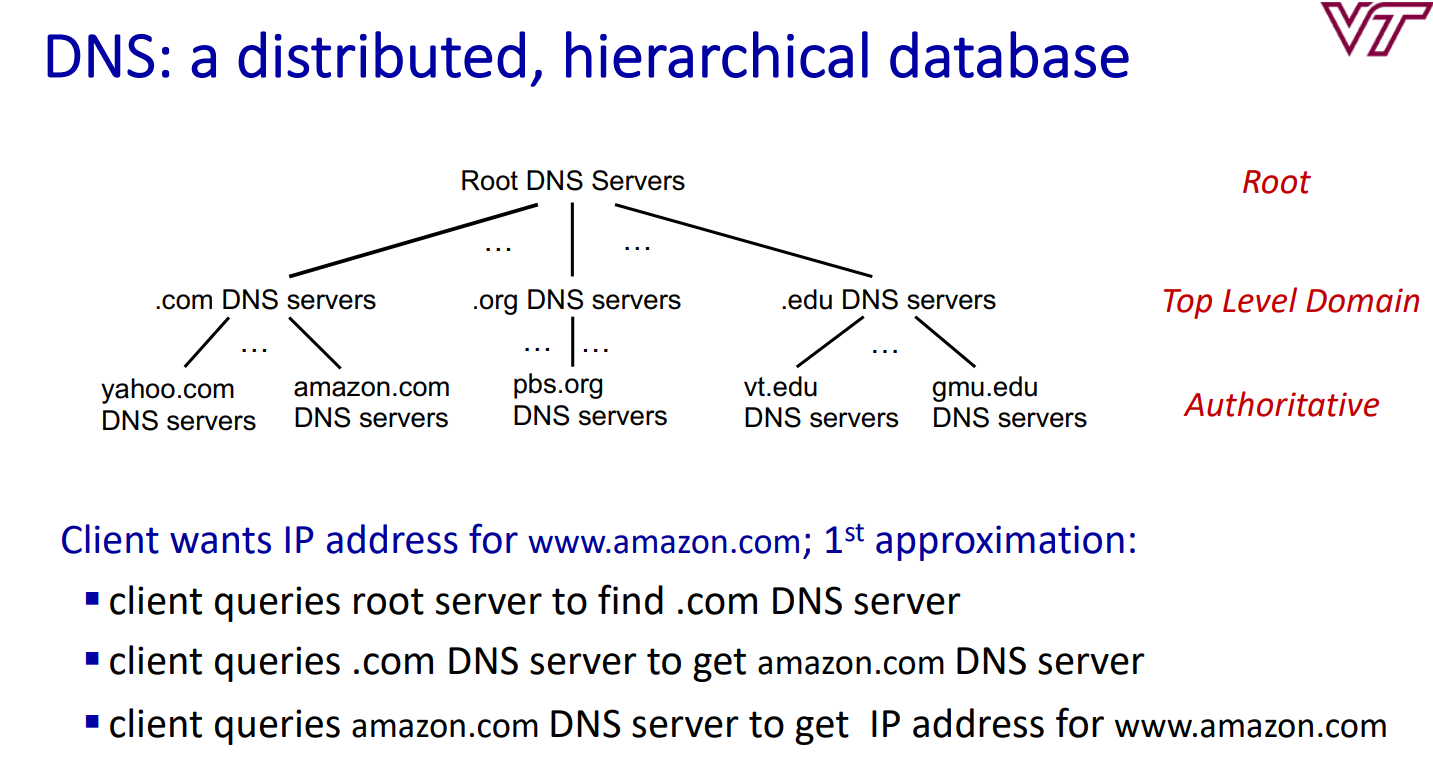 VT
DNS: a distributed, hierarchical database
Root DNS Servers
Root
… …
.com DNS servers .org DNS servers .edu DNS servers
Top Level Domain
… … … …
yahoo.com DNS servers
amazon.com DNS servers
pbs.org DNS servers
vt.edu DNS servers
gmu.edu DNS servers
Authoritative
Client wants IP address for www.amazon.com; 1st approximation:
▪ client queries root server to find .com DNS server
▪ client queries .com DNS server to get amazon.com DNS server
▪ client queries amazon.com DNS server to get IP address for www.amazon.com